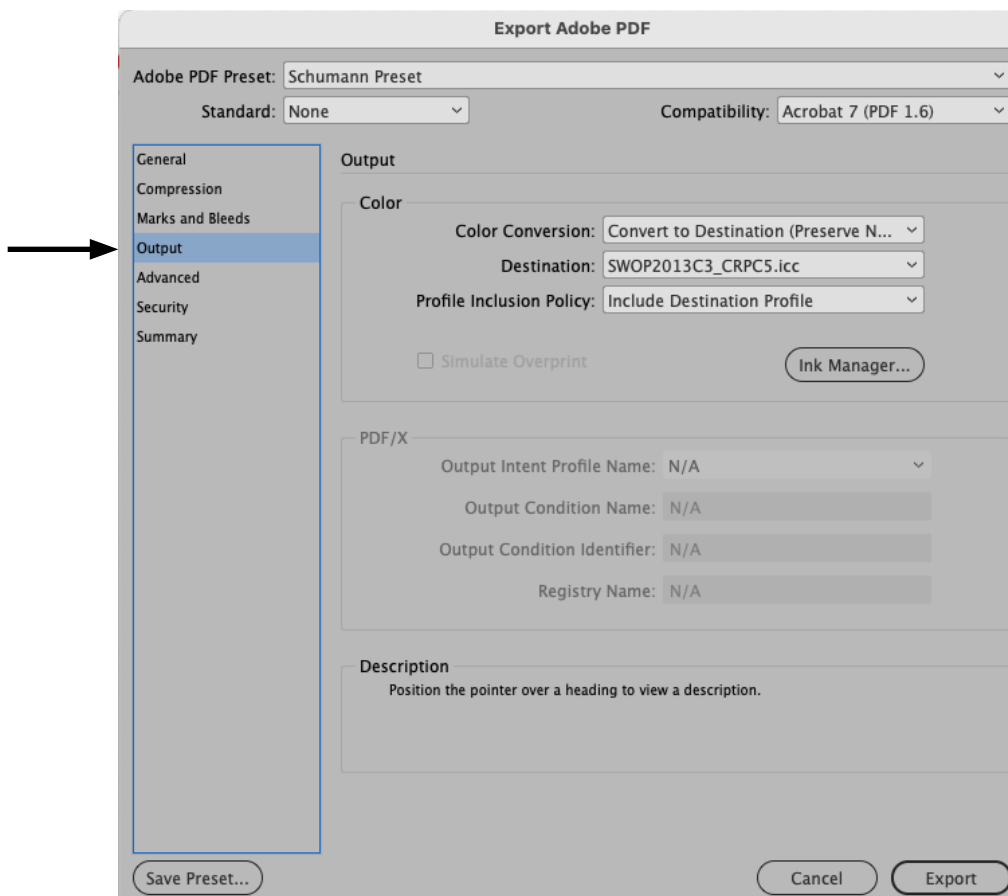 Export Adobe PDF
Adobe PDF Preset: Schumann Preset
Standard: None Compatibility: Acrobat 7 (PDF 1.6)
General
Compression
Marks and Bleeds
Output
Advanced
Security
Summary
Output
Color
Color Conversion: Convert to Destination (Preserve N...
Destination: SWOP2013C3_CRPC5.icc
Profile Inclusion Policy: Include Destination Profile
Simulate Overprint Ink Manager...
PDF/X
Output Intent Profile Name: N/A
Output Condition Name: N/A
Output Condition Identifier: N/A
Registry Name: N/A
Description
Position the pointer over a heading to view a description.
Save Preset... Cancel Export